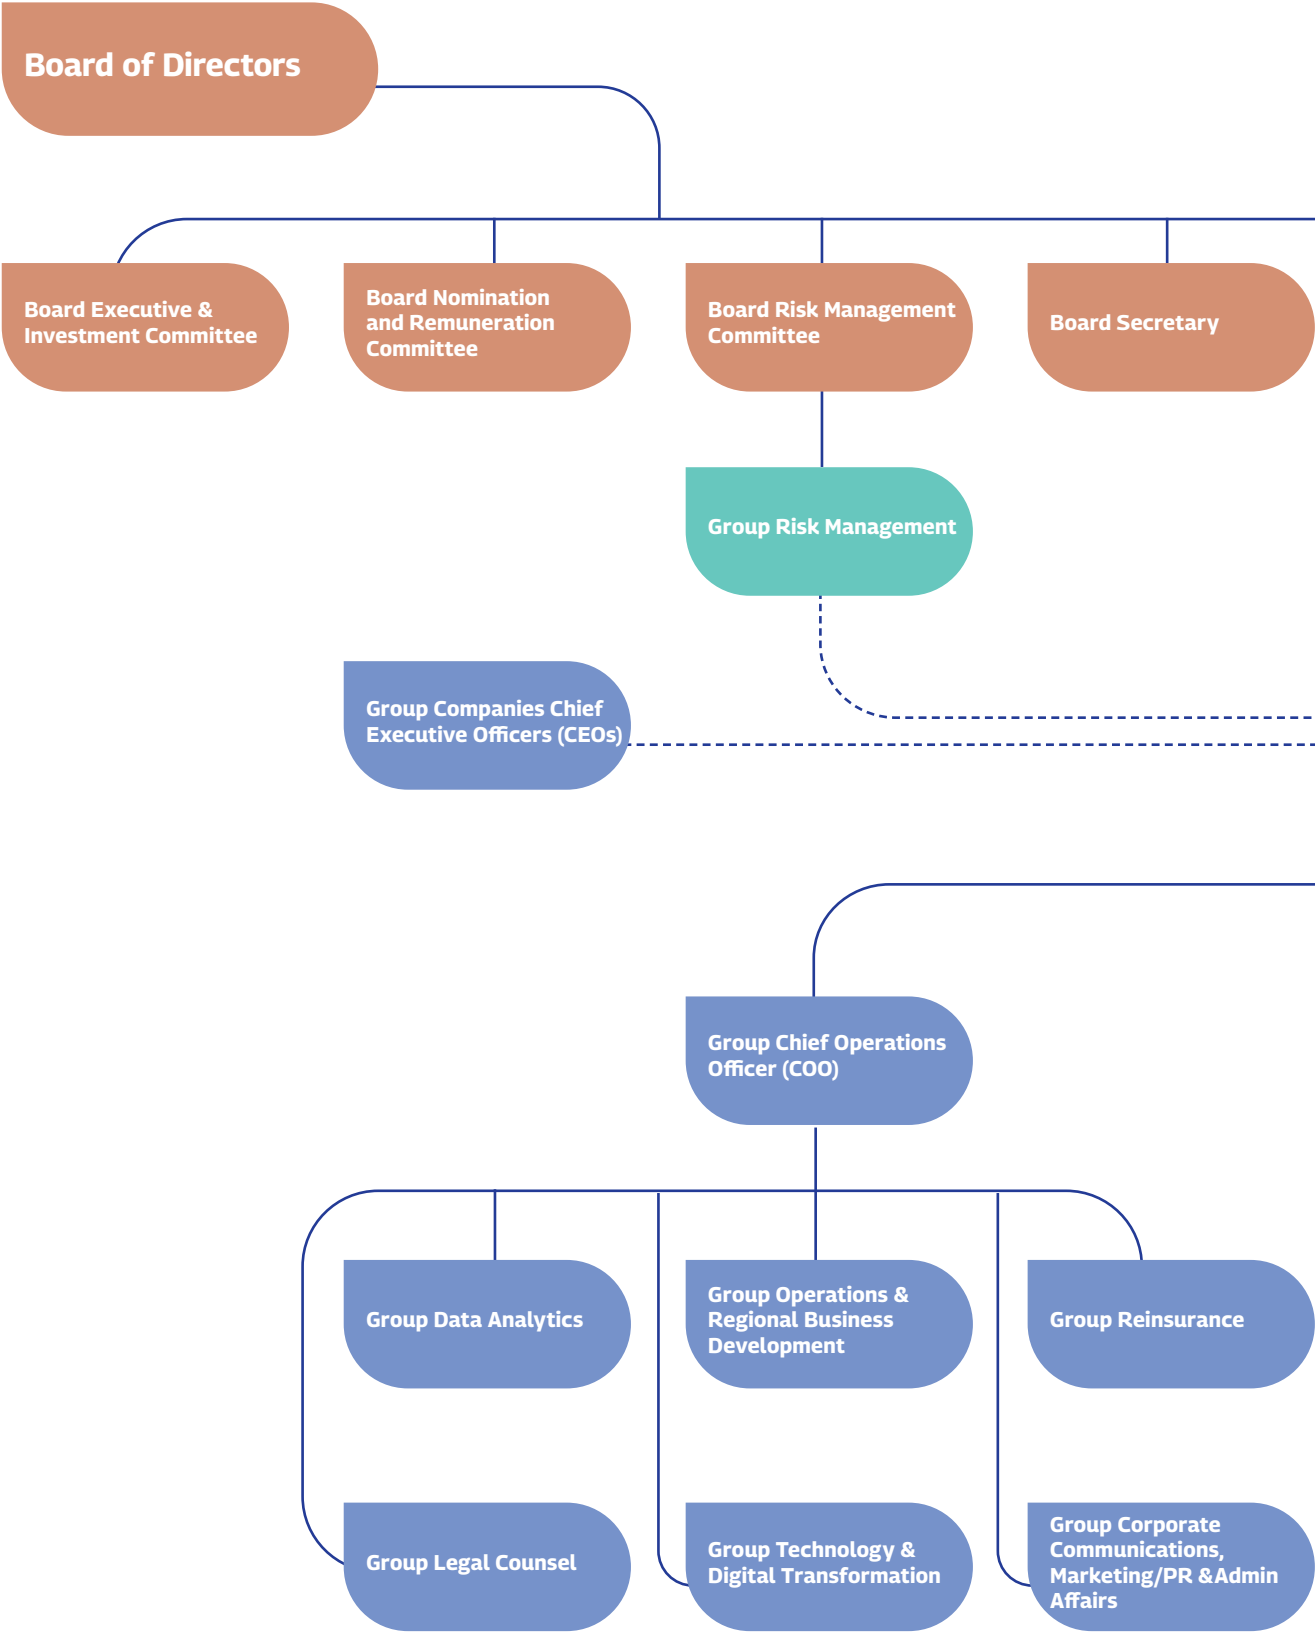 Board of Directors
Board Executive &
Investment Committee
Board Nomination
and Remuneration
Committee
Board Risk Management
Committee
Board Secretary
Group Risk Management
Group Companies Chief
Executive Officers (CEOs)
Group Chief Operations
Officer (COO)
Group Data Analytics
Group Operations &
Regional Business
Development
Group Reinsurance
Group Legal Counsel
Group Technology &
Digital Transformation
Group Corporate
Communications,
Marketing/PR &Admin
Affairs